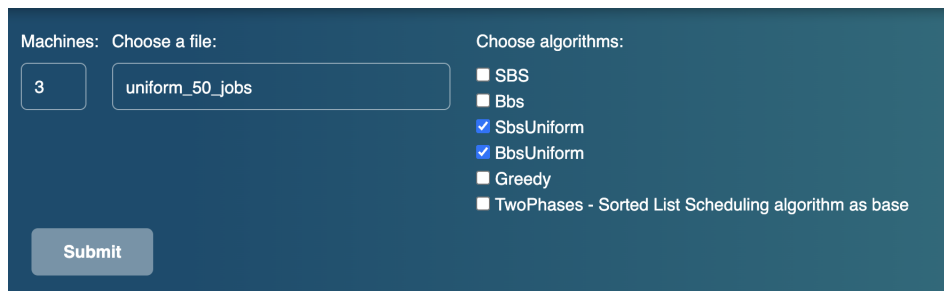 Machines: Choose a file: Choose algorithms:
3 uniform_50_jobs
SBS
Bbs
SbsUniform
BbsUniform
Greedy
TwoPhases - Sorted List Scheduling algorithm as base
Submit